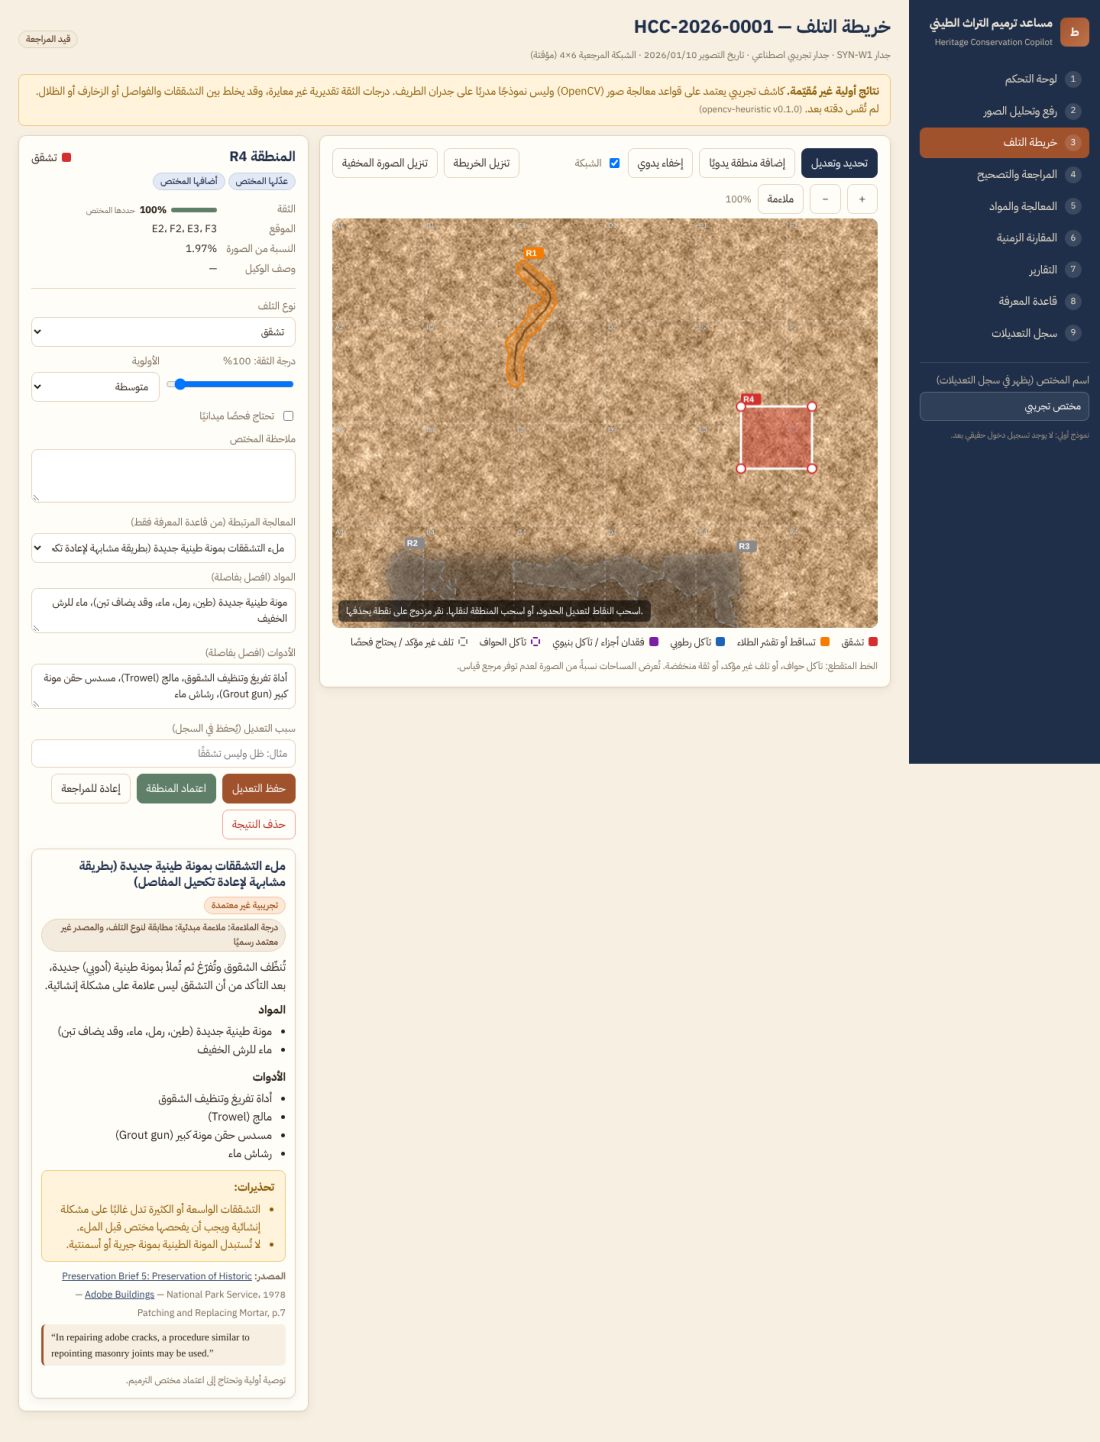 ط
مساعد ترميم التراث الطيني
Heritage Conservation Copilot
1 لوحة التحكم
2 رفع وتحليل الصور
3 خريطة التلف
4 المراجعة والتصحيح
5 المعالجة والمواد
6 المقارنة الزمنية
7 التقارير
8 قاعدة المعرفة
9 سجل التعديلات
اسم المختص (يظهر في سجل التعديلات)
مختص تجريبي
نموذج أولي: لا يوجد تسجيل دخول حقيقي بعد.
خريطة التلف — HCC-2026-0001
جدار SYN-W1 · جدار تجريبي اصطناعي · تاريخ التصوير 2026/01/10 · الشبكة المرجعية 6×4 (مؤقتة)
قيد المراجعة
نتائج أولية غير مُقيّمة. كاشف تجريبي يعتمد على قواعد معالجة صور (OpenCV) وليس نموذجًا مدربًا على جدران الطريف. درجات الثقة تقديرية غير معايرة، وقد يخلط بين التشققات والفواصل أو الزخارف أو الظلال.
لم تُقس دقته بعد. (opencv-heuristic v0.1.0)
تحديد وتعديل
إضافة منطقة يدويًا
إخفاء يدوي
الشبكة
تنزيل الخريطة
تنزيل الصورة المخفية
+
−
ملاءمة
100%
R1
R4
R2
R3
اسحب النقاط لتعديل الحدود، أو اسحب المنطقة لنقلها. نقر مزدوج على نقطة يحذفها.
تشقق
تساقط أو تقشر الطلاء
تآكل رطوبي
فقدان أجزاء / تآكل بنيوي
تآكل الحواف
تلف غير مؤكد / يحتاج فحصًا
الخط المتقطع: تآكل حواف، أو تلف غير مؤكد، أو ثقة منخفضة. تُعرض المساحات نسبةً من الصورة لعدم توفر مرجع قياس.
المنطقة R4
تشقق
عدّلها المختص
أضافها المختص
الثقة 100% حددها المختص
الموقع E2، F2، E3، F3
النسبة من الصورة 1.97%
وصف الوكيل —
نوع التلف
تشقق
درجة الثقة: 100%
الأولوية
متوسطة
تحتاج فحصًا ميدانيًا
ملاحظة المختص
المعالجة المرتبطة (من قاعدة المعرفة فقط)
ملء التشققات بمونة طينية جديدة (بطريقة مشابهة لإعادة تكح
المواد (افصل بفاصلة)
مونة طينية جديدة (طين، رمل، ماء، وقد يضاف تبن)، ماء للرش
الخفيف
الأدوات (افصل بفاصلة)
أداة تفريغ وتنظيف الشقوق، مالج (Trowel)، مسدس حقن مونة
كبير (Grout gun)، رشاش ماء
سبب التعديل (يُحفظ في السجل)
مثال: ظل وليس تشققًا
حفظ التعديل
اعتماد المنطقة
إعادة للمراجعة
حذف النتيجة
ملء التشققات بمونة طينية جديدة (بطريقة
مشابهة لإعادة تكحيل المفاصل)
تجريبية غير معتمدة
درجة الملاءمة: ملاءمة مبدئية: مطابقة لنوع التلف، والمصدر غير
معتمد رسميًا
تُنظّف الشقوق وتُفرّغ ثم تُملأ بمونة طينية (أدوبي) جديدة،
بعد التأكد من أن التشقق ليس علامة على مشكلة إنشائية.
المواد
• مونة طينية جديدة (طين، رمل، ماء، وقد يضاف تبن)
• ماء للرش الخفيف
الأدوات
• أداة تفريغ وتنظيف الشقوق
• مالج (Trowel)
• مسدس حقن مونة كبير (Grout gun)
• رشاش ماء
تحذيرات:
• التشققات الواسعة أو الكثيرة تدل غالبًا على مشكلة
إنشائية ويجب أن يفحصها مختص قبل الملء.
• لا تُستبدل المونة الطينية بمونة جيرية أو أسمنتية.
المصدر: Preservation Brief 5: Preservation of Historic
Adobe Buildings — National Park Service، 1978 —
Patching and Replacing Mortar, p.7
“In repairing adobe cracks, a procedure similar to
repointing masonry joints may be used.”
توصية أولية وتحتاج إلى اعتماد مختص الترميم.